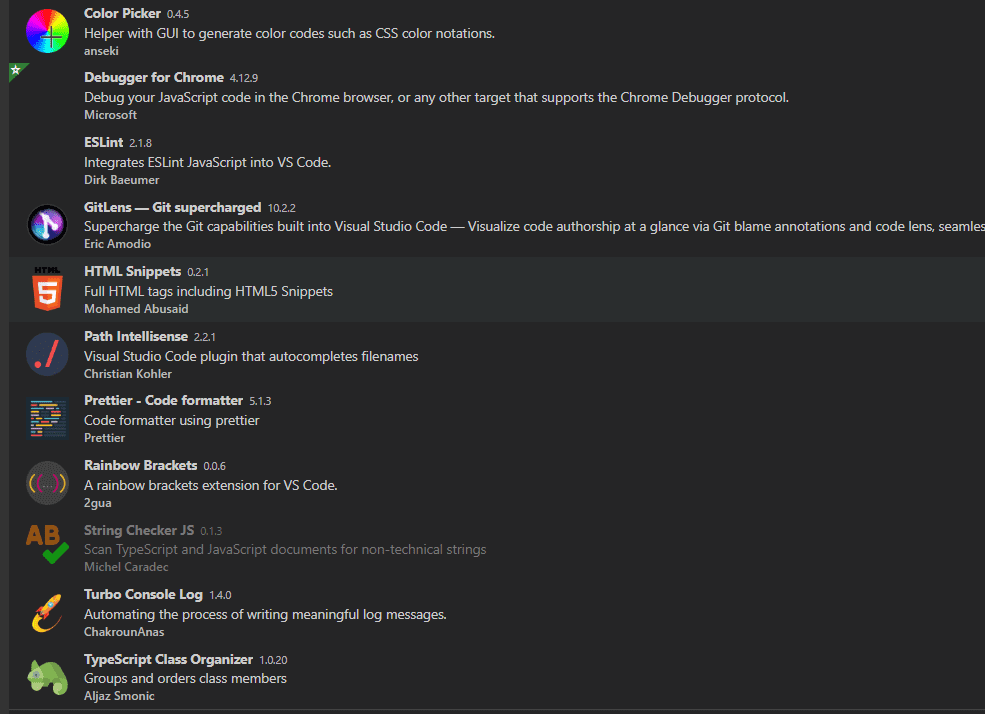 Color Picker 0.4.5
Helper with GUI to generate color codes such as CSS color notations.
anseki
Debugger for Chrome 4.12.9
Debug your JavaScript code in the Chrome browser, or any other target that supports the Chrome Debugger protocol.
Microsoft
ESLint 2.1.8
Integrates ESLint JavaScript into VS Code.
Dirk Baeumer
GitLens — Git supercharged 10.2.2
Supercharge the Git capabilities built into Visual Studio Code — Visualize code authorship at a glance via Git blame annotations and code lens, seamles
Eric Amodio
HTML
5
HTML Snippets 0.2.1
Full HTML tags including HTML5 Snippets
Mohamed Abusaid
./
Path Intellisense 2.2.1
Visual Studio Code plugin that autocompletes filenames
Christian Kohler
Prettier - Code formatter 5.1.3
Code formatter using prettier
Prettier
Rainbow Brackets 0.0.6
A rainbow brackets extension for VS Code.
2gua
AB
String Checker JS 0.1.3
Scan TypeScript and JavaScript documents for non-technical strings
Michel Caradec
Turbo Console Log 1.4.0
Automating the process of writing meaningful log messages.
ChakrounAnas
TypeScript Class Organizer 1.0.20
Groups and orders class members
Aljaz Smonic